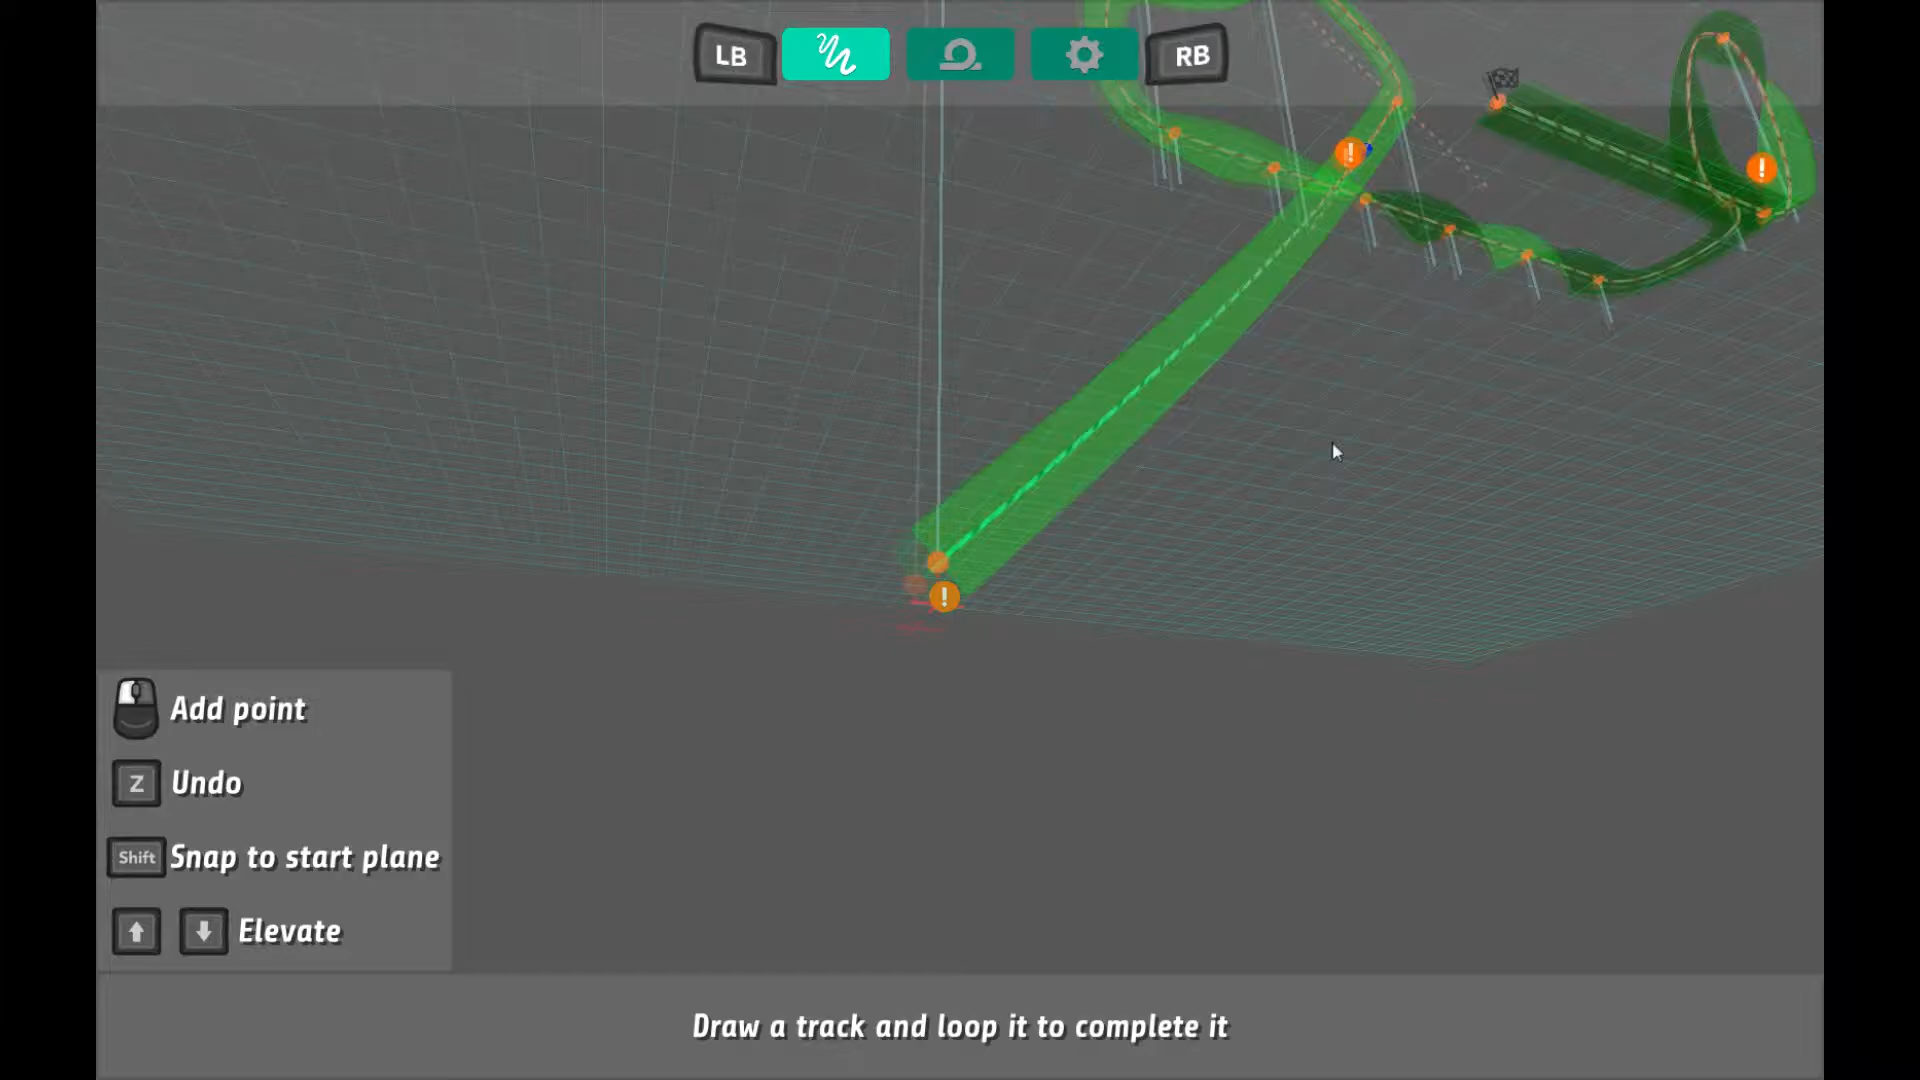 LB
RB
!
!
!
Add point
Z Undo
Shift Snap to start plane
Elevate
Draw a track and loop it to complete it